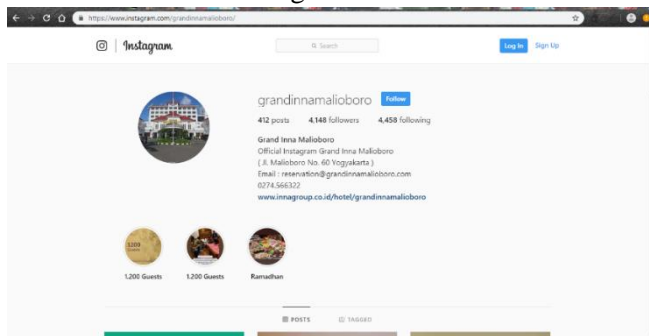 https://www.instagram.com/grandinnamalioboro/
Instagram
Search
Log In
Sign Up
grandinnamalioboro
Follow
412 posts 4,148 followers 4,458 following
Grand Inna Malioboro
Official Instagram Grand Inna Malioboro
( Jl. Malioboro No. 60 Yogyakarta )
Email : reservation@grandinnamalioboro.com
0274.566322
www.innagroup.co.id/hotel/grandinnamalioboro
1.200 Guests 1.200 Guests Ramadhan
POSTS TAGGED